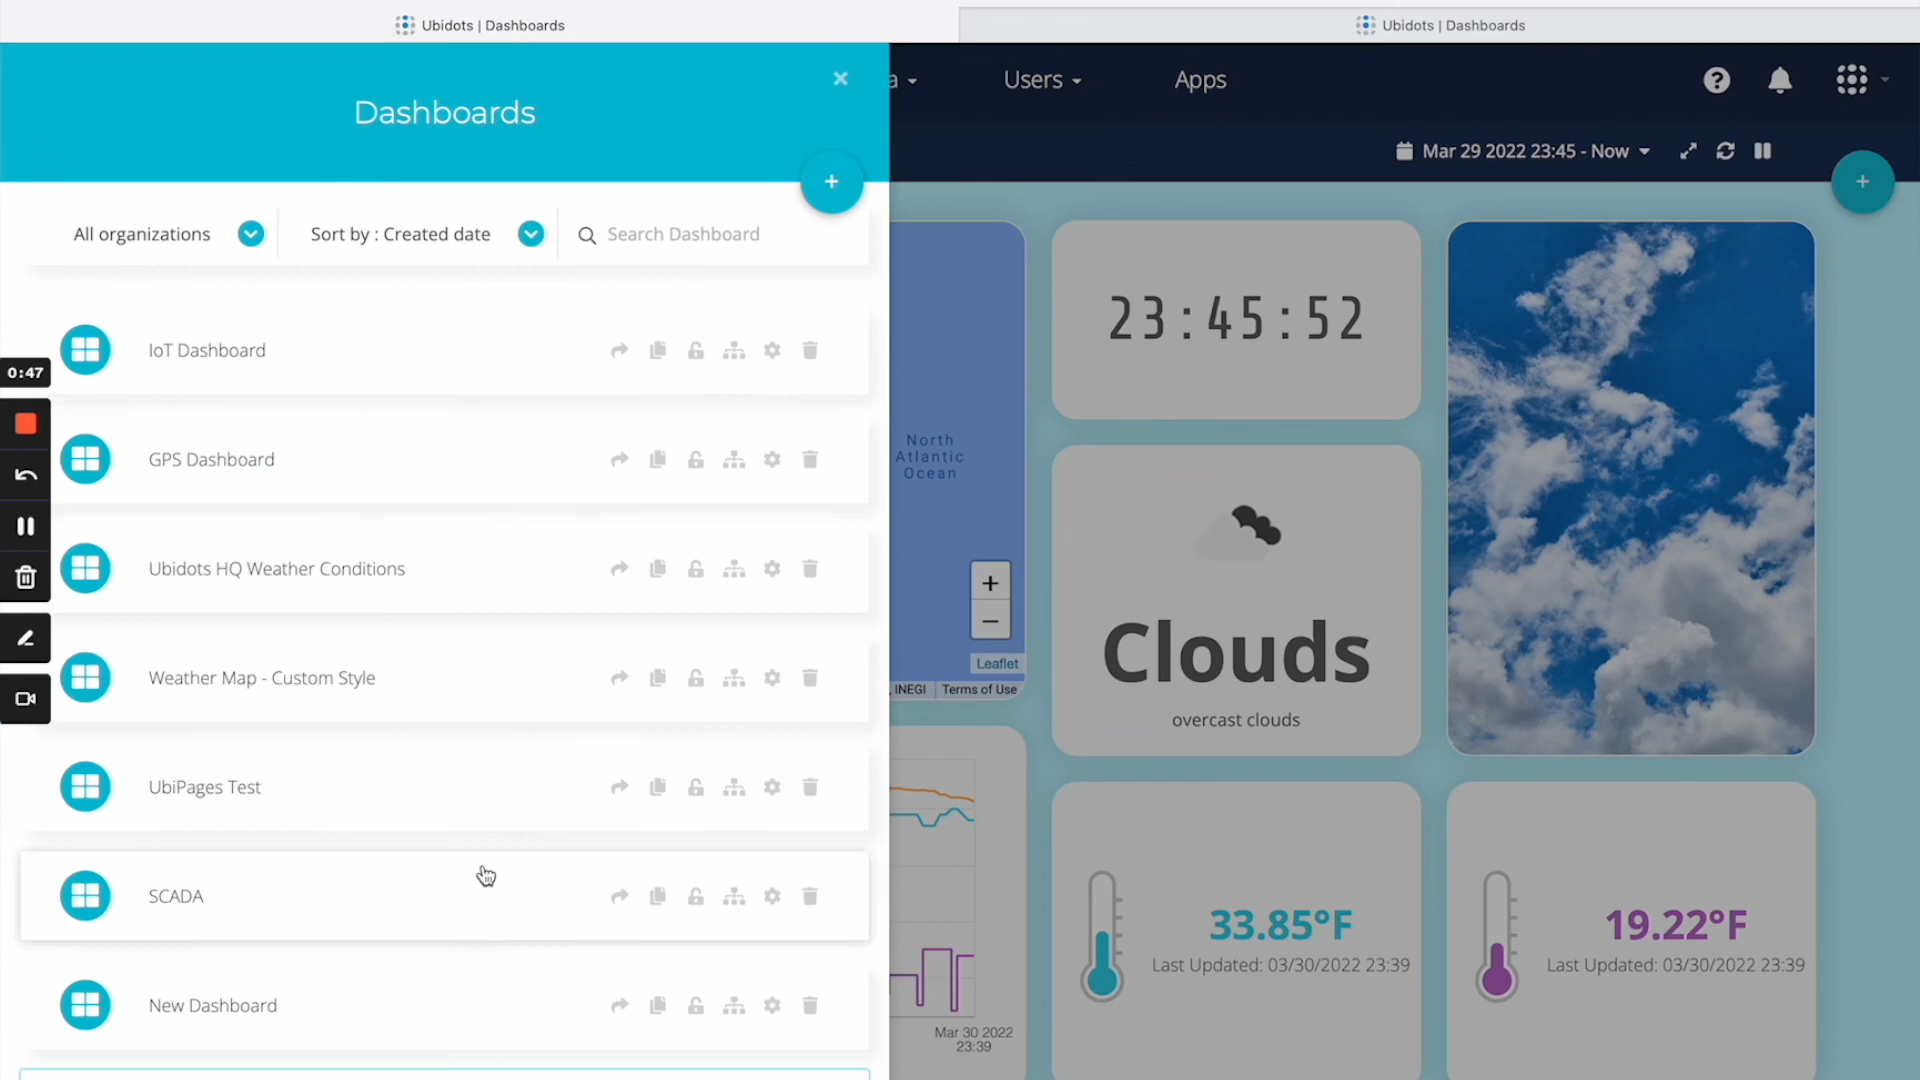 Ubidots | Dashboards
Ubidots | Dashboards
Dashboards
a
Users
Apps
Mar 29 2022 23:45 - Now
+
+
All organizations
Sort by : Created date
Search Dashboard
IoT Dashboard
0:47
GPS Dashboard
Ubidots HQ Weather Conditions
Weather Map - Custom Style
UbiPages Test
SCADA
New Dashboard
North
Atlantic
Ocean
+
−
Leaflet
, INEGI
Terms of Use
23:45:52
Clouds
overcast clouds
33.85°F
Last Updated: 03/30/2022 23:39
19.22°F
Last Updated: 03/30/2022 23:39
Mar 30 2022
23:39